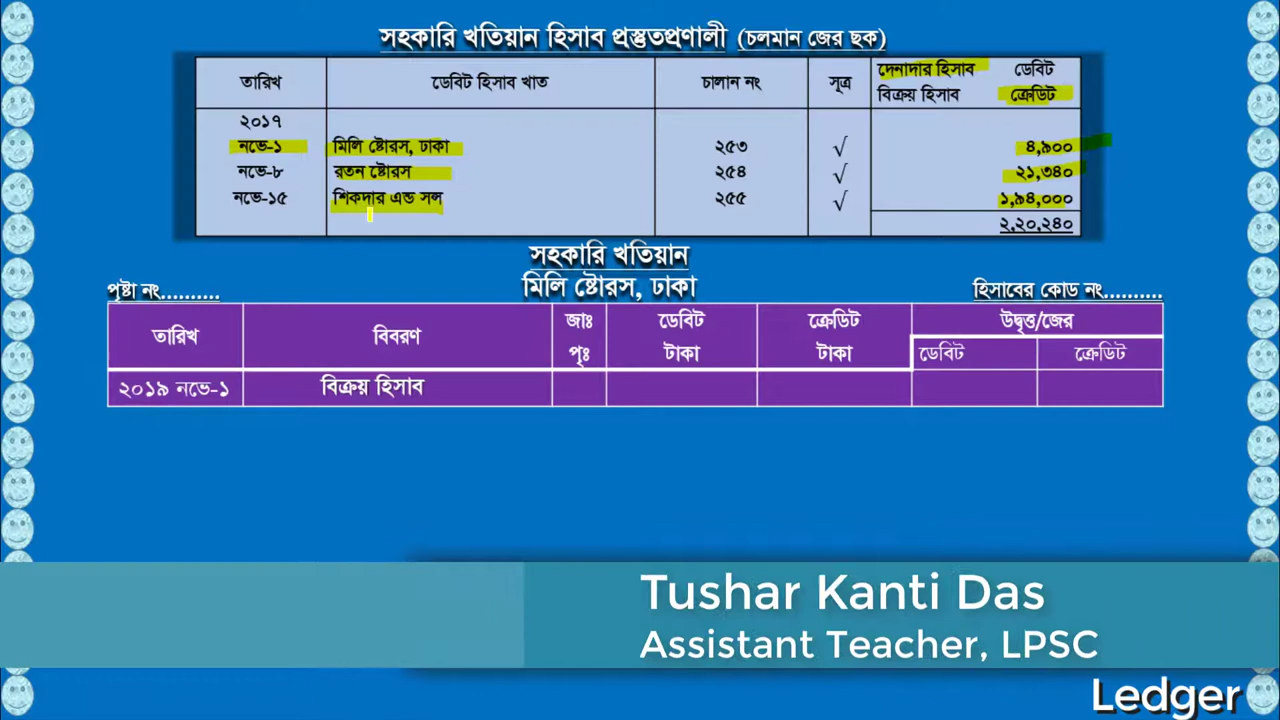 সহকারি খতিয়ান হিসাব প্রস্তুতপ্রণালী (চলমান জের ছক)
তারিখ ডেবিট হিসাব খাত চালান নং সূত্র দেনাদার হিসাব ডেবিট
বিক্রয় হিসাব ক্রেডিট
২০১৭
নভে-১ মিলি ষ্টোরস, ঢাকা ২৫৩ √ ৪,৯০০
নভে-৮ রতন ষ্টোরস ২৫৪ √ ২১,৩৪০
নভে-১৫ শিকদার এন্ড সন্স ২৫৫ √ ১,৯৪,০০০
২,২০,২৪০
সহকারি খতিয়ান
মিলি ষ্টোরস, ঢাকা
পৃষ্টা নং.......... হিসাবের কোড নং..........
তারিখ বিবরণ জাঃ পৃঃ ডেবিট টাকা ক্রেডিট টাকা উদ্বৃত্ত/জের
ডেবিট ক্রেডিট
২০১৯ নভে-১ বিক্রয় হিসাব
Tushar Kanti Das
Assistant Teacher, LPSC
Ledger